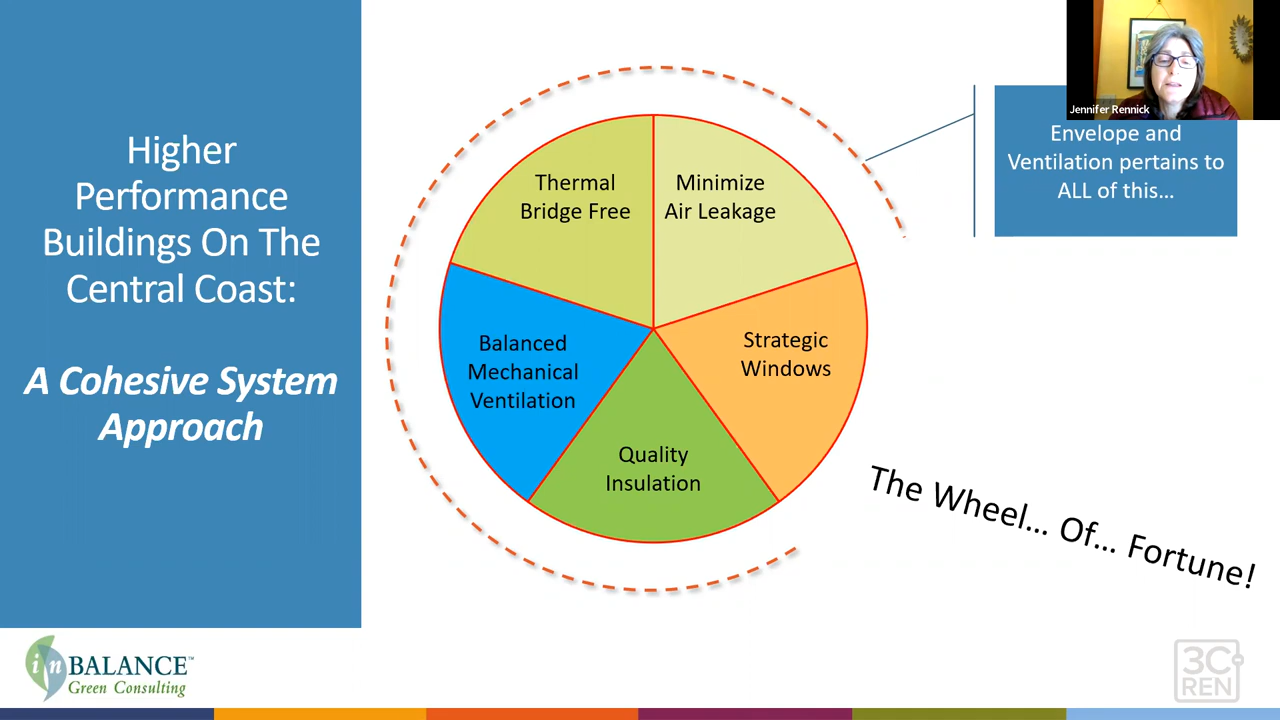 Higher
Performance
Buildings On The
Central Coast:
A Cohesive System
Approach
Thermal
Bridge Free
Minimize
Air Leakage
Balanced
Mechanical
Ventilation
Strategic
Windows
Quality
Insulation
Jennifer Rennick
Envelope and
Ventilation pertains to
ALL of this...
The Wheel... Of... Fortune!
in BALANCE™
Green Consulting
3C
REN